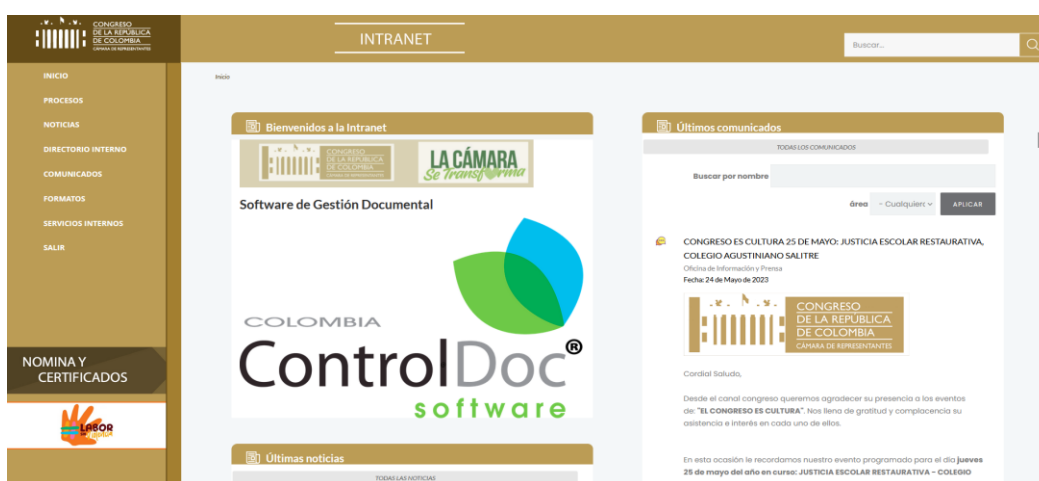 CONGRESO
DE LA REPÚBLICA
DE COLOMBIA
CÁMARA DE REPRESENTANTES
INTRANET
Buscar...
INICIO
PROCESOS
NOTICIAS
DIRECTORIO INTERNO
COMUNICADOS
FORMATOS
SERVICIOS INTERNOS
SALIR
NOMINA Y
CERTIFICADOS
LABOR
Inicio
Bienvenidos a la Intranet
CONGRESO
DE LA REPÚBLICA
DE COLOMBIA
CÁMARA DE REPRESENTANTES
LA CÁMARA
Se Transforma
Software de Gestión Documental
COLOMBIA
ControlDoc®
software
Últimas noticias
TODAS LAS NOTICIAS
Últimos comunicados
TODAS LOS COMUNICADOS
Buscar por nombre
área
- Cualquier
APLICAR
CONGRESO ES CULTURA 25 DE MAYO: JUSTICIA ESCOLAR RESTAURATIVA,
COLEGIO AGUSTINIANO SALITRE
Oficina de Información y Prensa
Fecha: 24 de Mayo de 2023
CONGRESO
DE LA REPÚBLICA
DE COLOMBIA
CÁMARA DE REPRESENTANTES
Cordial Saludo,
Desde el canal congreso queremos agradecer su presencia a los eventos
de: "EL CONGRESO ES CULTURA". Nos llena de gratitud y complacencia su
asistencia e interés en cada uno de ellos.
En esta ocasión le recordamos nuestro evento programado para el día jueves
25 de mayo del año en curso: JUSTICIA ESCOLAR RESTAURATIVA - COLEGIO